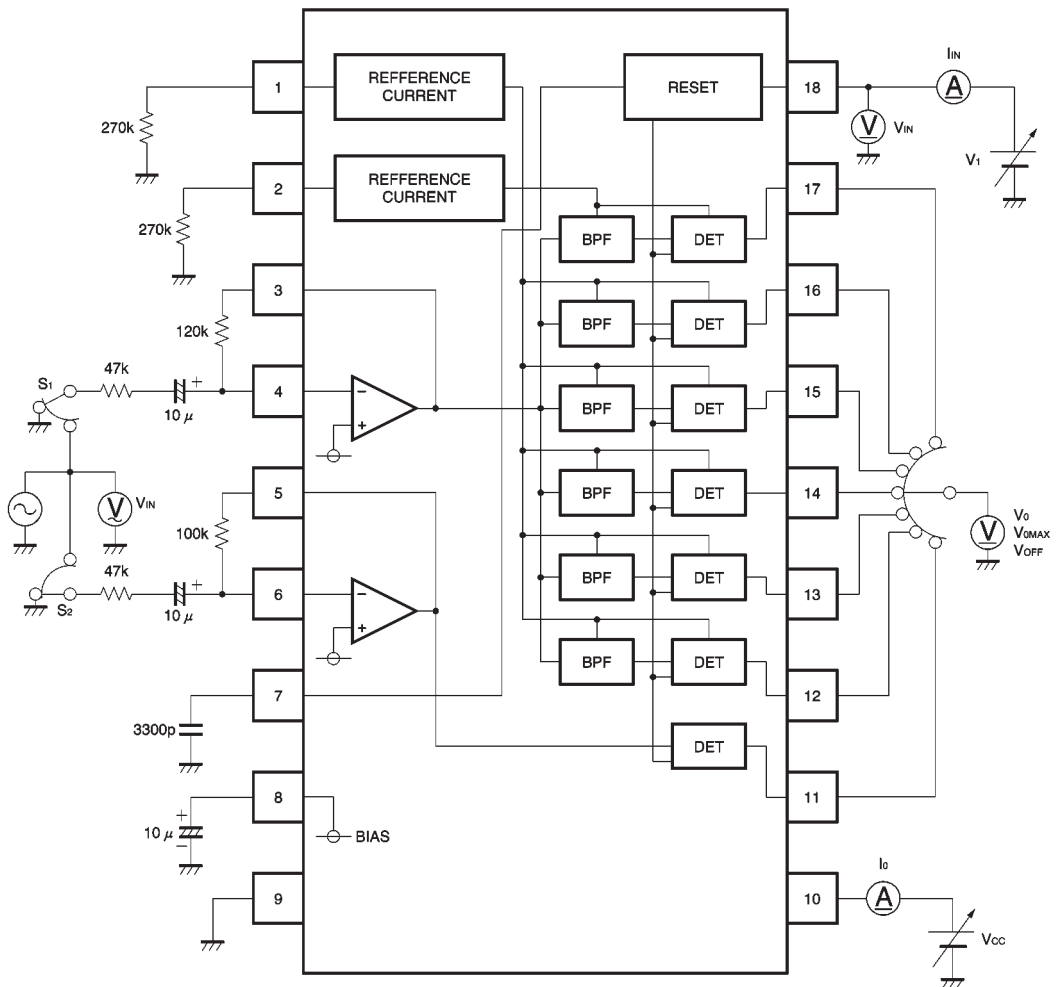 1
REFFERENCE
CURRENT
RESET
18
I_IN
A
270k
V
V_IN
V_1
2
REFFERENCE
CURRENT
17
270k
BPF
DET
3
16
120k
BPF
DET
S_1
47k
+
10 μ
4
−
+
15
BPF
DET
V
V_IN
5
14
100k
BPF
DET
V
V_0
V_0MAX
V_OFF
S_2
47k
+
10 μ
6
−
+
13
BPF
DET
7
12
3300p
BPF
DET
DET
8
11
+
10 μ
−
BIAS
9
10
I_0
A
V_CC